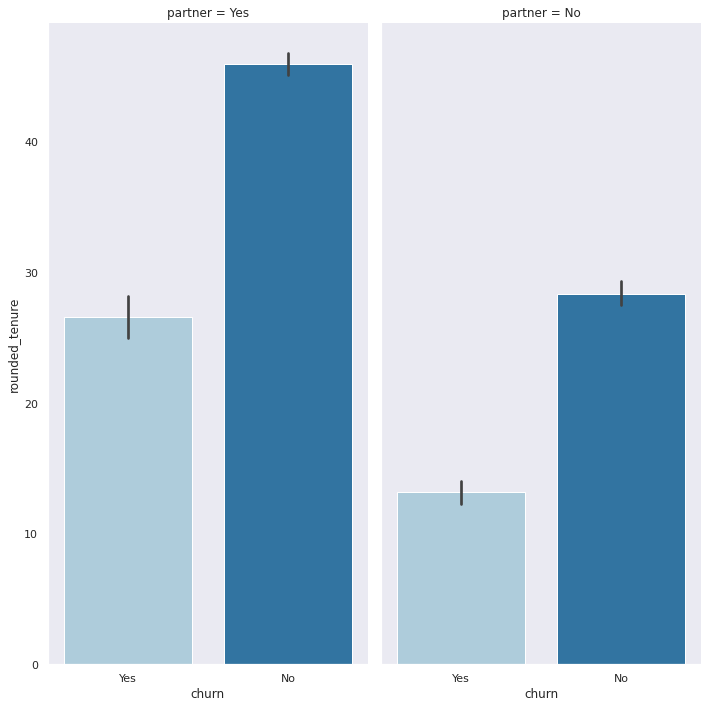 partner = Yes
partner = No
rounded_tenure
40
30
20
10
0
Yes
No
Yes
No
churn
churn